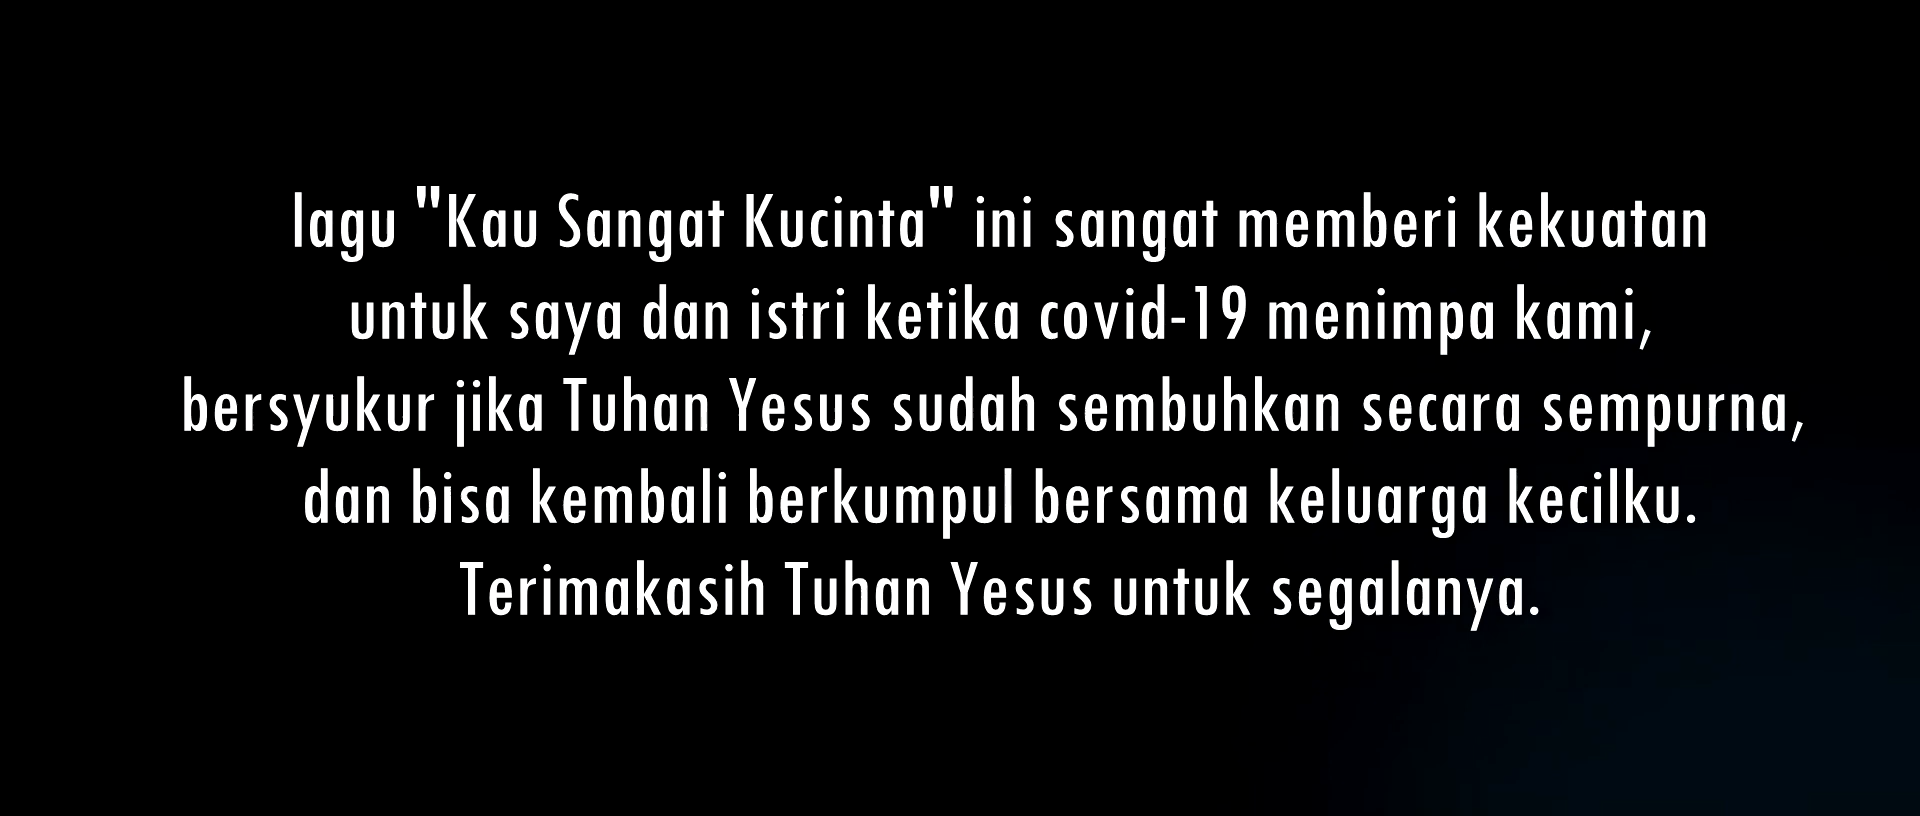 lagu "Kau Sangat Kucinta" ini sangat memberi kekuatan
untuk saya dan istri ketika covid-19 menimpa kami,
bersyukur jika Tuhan Yesus sudah sembuhkan secara sempurna,
dan bisa kembali berkumpul bersama keluarga kecilku.
Terimakasih Tuhan Yesus untuk segalanya.